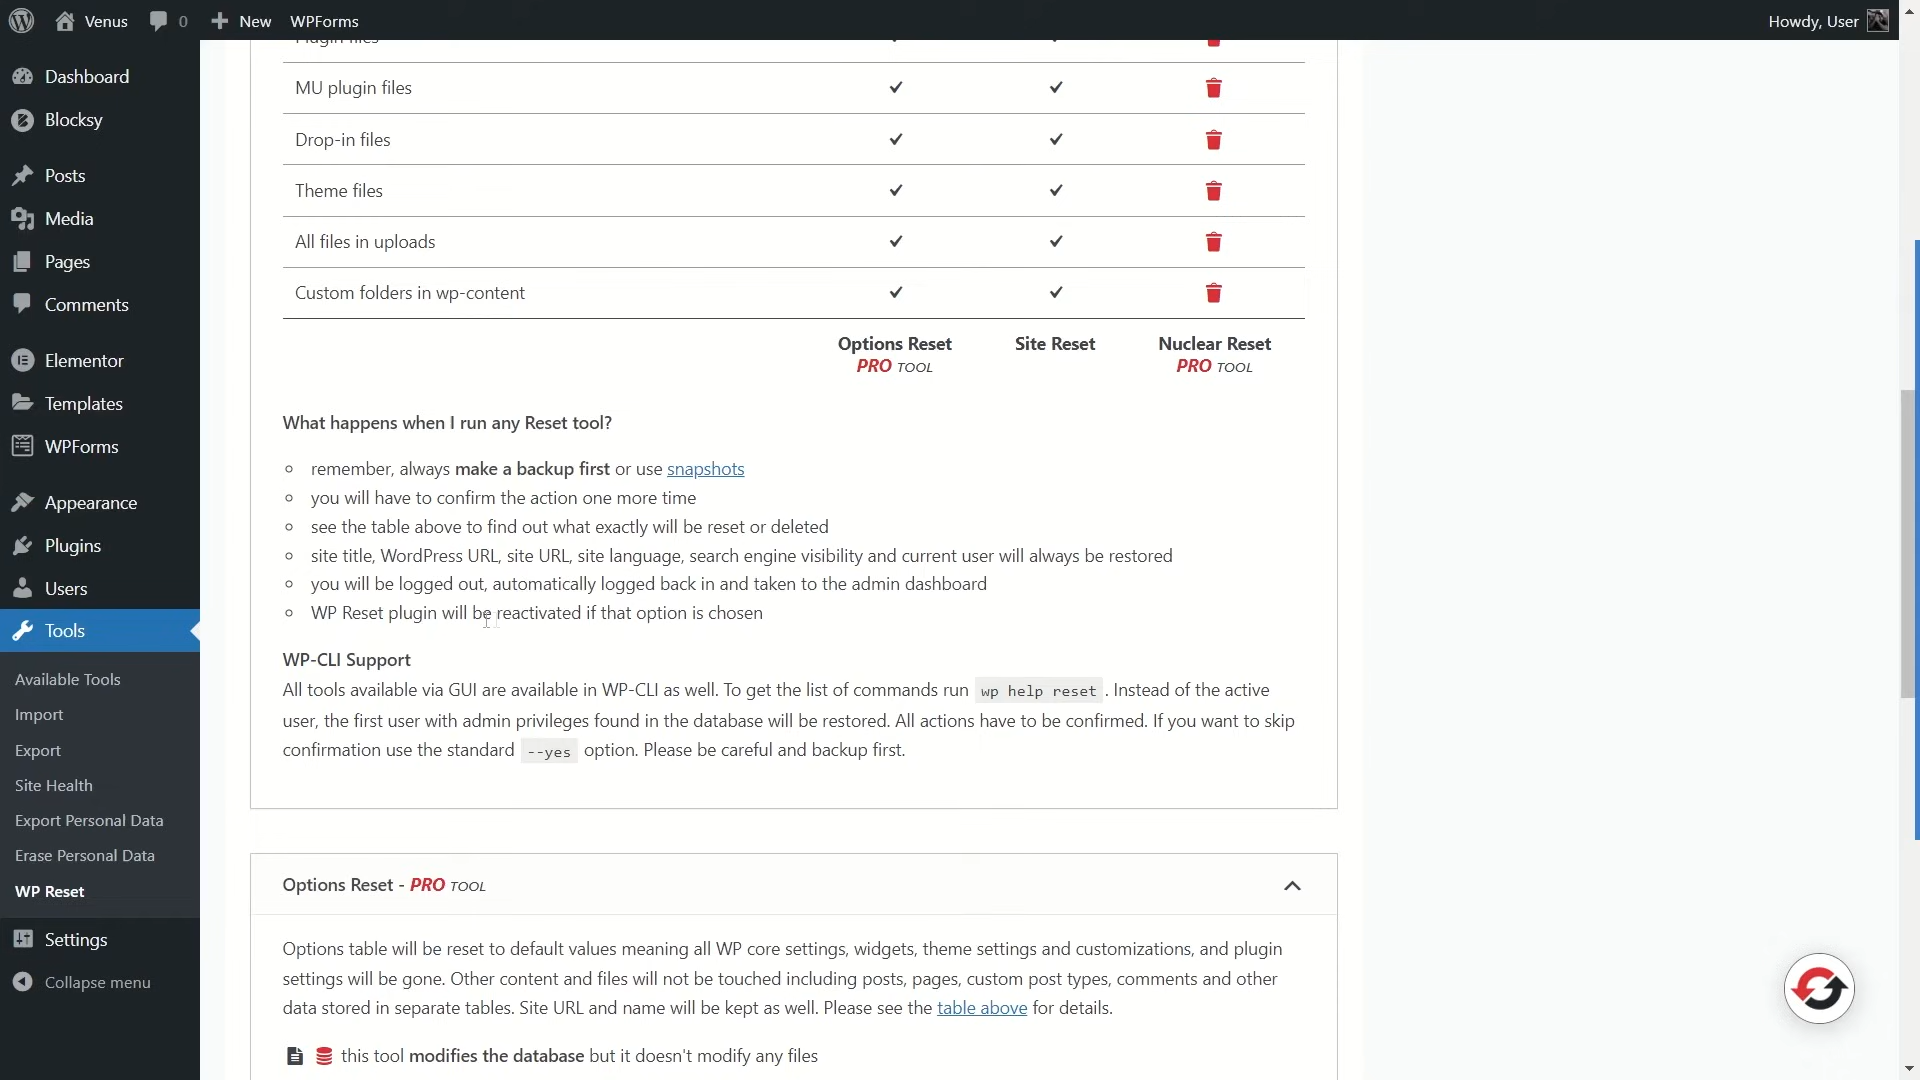 Venus
0
New
WPForms
Howdy, User
Dashboard
Blocksy
Posts
Media
Pages
Comments
Elementor
Templates
WPForms
Appearance
Plugins
Users
Tools
Available Tools
Import
Export
Site Health
Export Personal Data
Erase Personal Data
WP Reset
Settings
Collapse menu
Plugin files
MU plugin files
Drop-in files
Theme files
All files in uploads
Custom folders in wp-content
Options Reset Site Reset Nuclear Reset
PRO TOOL PRO TOOL
What happens when I run any Reset tool?
remember, always make a backup first or use snapshots
you will have to confirm the action one more time
see the table above to find out what exactly will be reset or deleted
site title, WordPress URL, site URL, site language, search engine visibility and current user will always be restored
you will be logged out, automatically logged back in and taken to the admin dashboard
WP Reset plugin will be reactivated if that option is chosen
WP-CLI Support
All tools available via GUI are available in WP-CLI as well. To get the list of commands run wp help reset . Instead of the active
user, the first user with admin privileges found in the database will be restored. All actions have to be confirmed. If you want to skip
confirmation use the standard --yes option. Please be careful and backup first.
Options Reset - PRO TOOL
Options table will be reset to default values meaning all WP core settings, widgets, theme settings and customizations, and plugin
settings will be gone. Other content and files will not be touched including posts, pages, custom post types, comments and other
data stored in separate tables. Site URL and name will be kept as well. Please see the table above for details.
this tool modifies the database but it doesn't modify any files